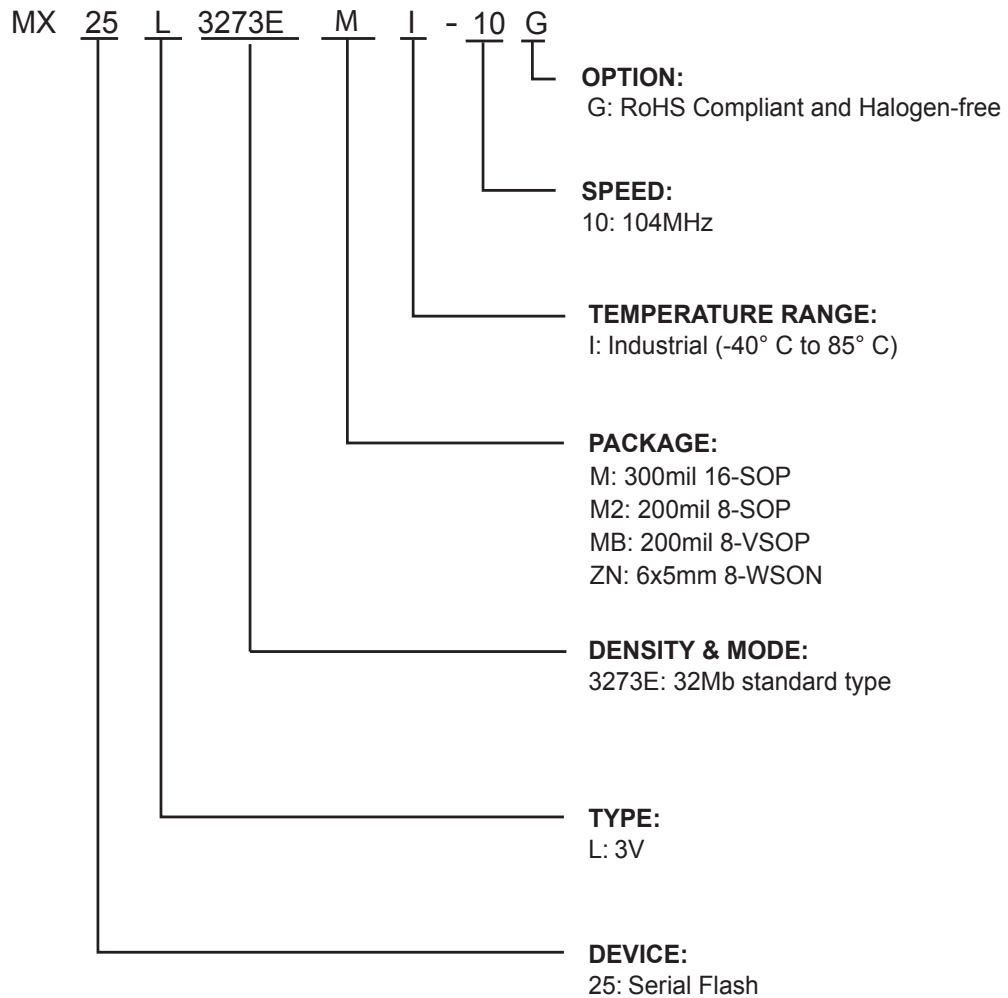 MX 25 L 3273E M I - 10 G
OPTION:
G: RoHS Compliant and Halogen-free
SPEED:
10: 104MHz
TEMPERATURE RANGE:
I: Industrial (-40° C to 85° C)
PACKAGE:
M: 300mil 16-SOP
M2: 200mil 8-SOP
MB: 200mil 8-VSOP
ZN: 6x5mm 8-WSON
DENSITY & MODE:
3273E: 32Mb standard type
TYPE:
L: 3V
DEVICE:
25: Serial Flash